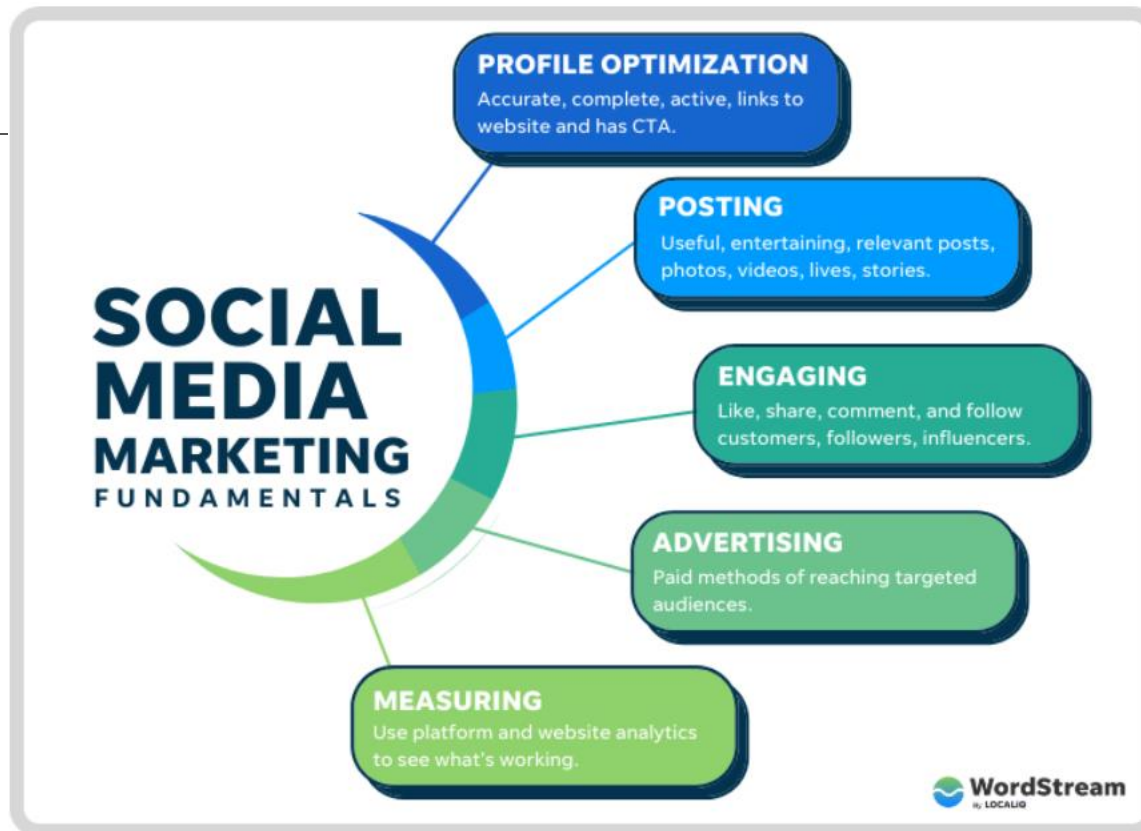 PROFILE OPTIMIZATION
Accurate, complete, active, links to
website and has CTA.
POSTING
Useful, entertaining, relevant posts,
photos, videos, lives, stories.
SOCIAL
MEDIA
MARKETING
FUNDAMENTALS
ENGAGING
Like, share, comment, and follow
customers, followers, influencers.
ADVERTISING
Paid methods of reaching targeted
audiences.
MEASURING
Use platform and website analytics
to see what's working.
WordStream
By LOCALiQ